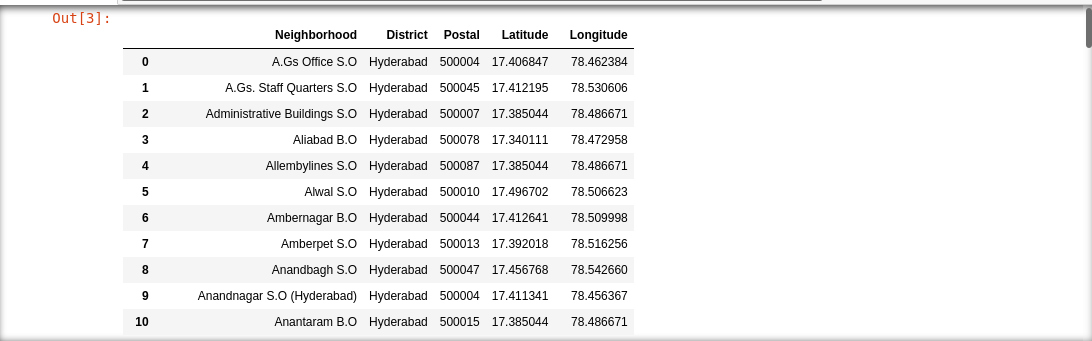 Out[3]:
Neighborhood District Postal Latitude Longitude
0 A.Gs Office S.O Hyderabad 500004 17.406847 78.462384
1 A.Gs. Staff Quarters S.O Hyderabad 500045 17.412195 78.530606
2 Administrative Buildings S.O Hyderabad 500007 17.385044 78.486671
3 Aliabad B.O Hyderabad 500078 17.340111 78.472958
4 Allembylines S.O Hyderabad 500087 17.385044 78.486671
5 Alwal S.O Hyderabad 500010 17.496702 78.506623
6 Ambernagar B.O Hyderabad 500044 17.412641 78.509998
7 Amberpet S.O Hyderabad 500013 17.392018 78.516256
8 Anandbagh S.O Hyderabad 500047 17.456768 78.542660
9 Anandnagar S.O (Hyderabad) Hyderabad 500004 17.411341 78.456367
10 Anantaram B.O Hyderabad 500015 17.385044 78.486671